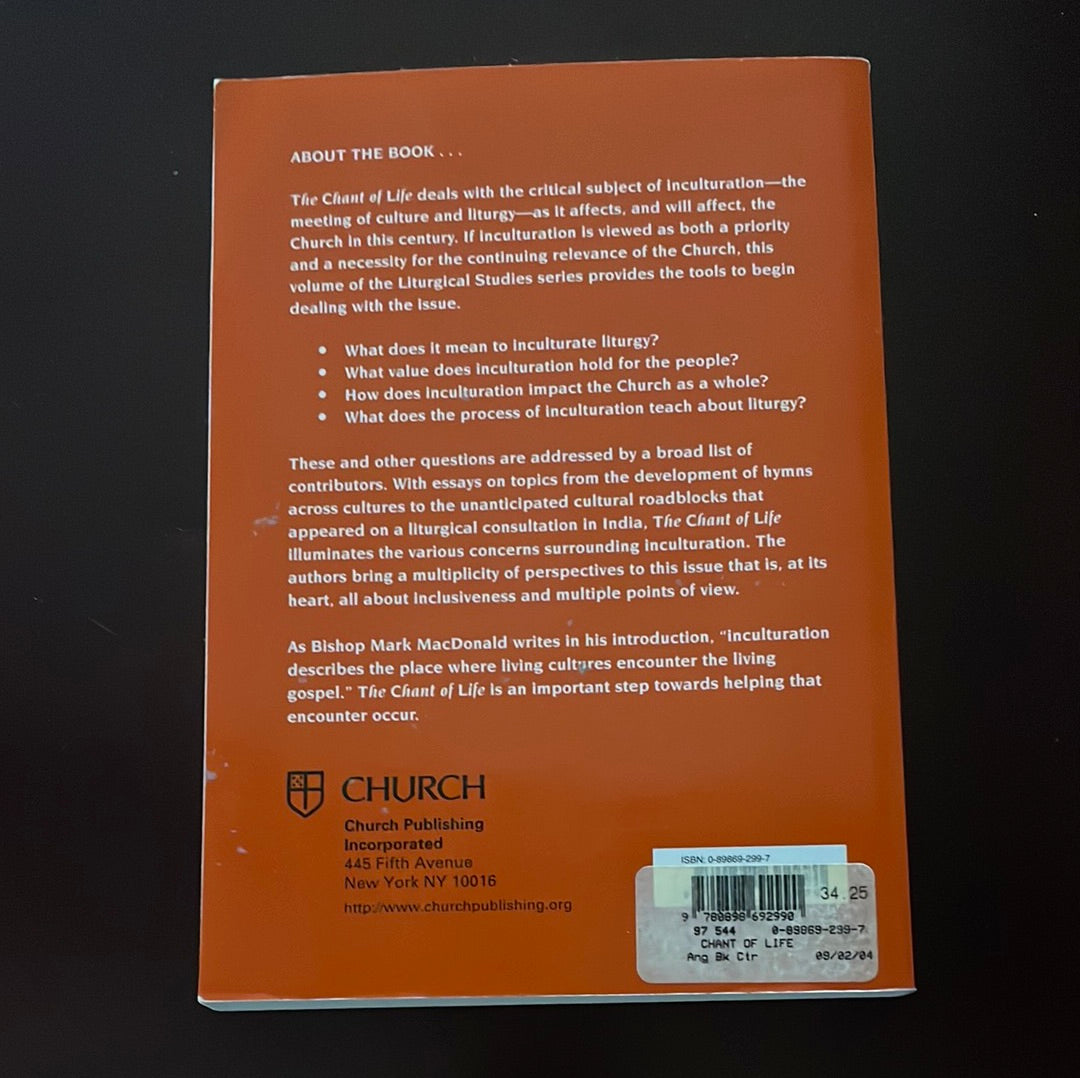 ABOUT THE BOOK . . .
The Chant of Life deals with the critical subject of inculturation—the
meeting of culture and liturgy—as it affects, and will affect, the
Church in this century. If inculturation is viewed as both a priority
and a necessity for the continuing relevance of the Church, this
volume of the Liturgical Studies series provides the tools to begin
dealing with the issue.
• What does it mean to inculturate liturgy?
• What value does inculturation hold for the people?
• How does inculturation impact the Church as a whole?
• What does the process of inculturation teach about liturgy?
These and other questions are addressed by a broad list of
contributors. With essays on topics from the development of hymns
across cultures to the unanticipated cultural roadblocks that
appeared on a liturgical consultation in India, The Chant of Life
illuminates the various concerns surrounding inculturation. The
authors bring a multiplicity of perspectives to this issue that is, at its
heart, all about inclusiveness and multiple points of view.
As Bishop Mark MacDonald writes in his introduction, "inculturation
describes the place where living cultures encounter the living
gospel." The Chant of Life is an important step towards helping that
encounter occur.
CHURCH
Church Publishing
Incorporated
445 Fifth Avenue
New York NY 10016
http://www.churchpublishing.org
ISBN: 0-89869-299-7
34.25
9 780898 692990
97 544 0-89869-299-7
CHANT OF LIFE
Ang Bk Ctr 09/02/04